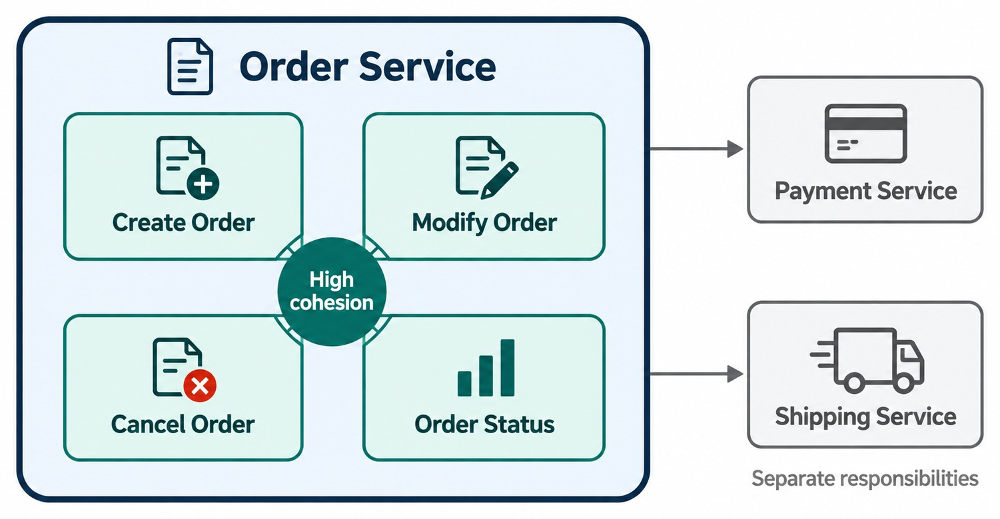 Order Service
Create Order
Modify Order
High
cohesion
Cancel Order
Order Status
Payment Service
Shipping Service
Separate responsibilities